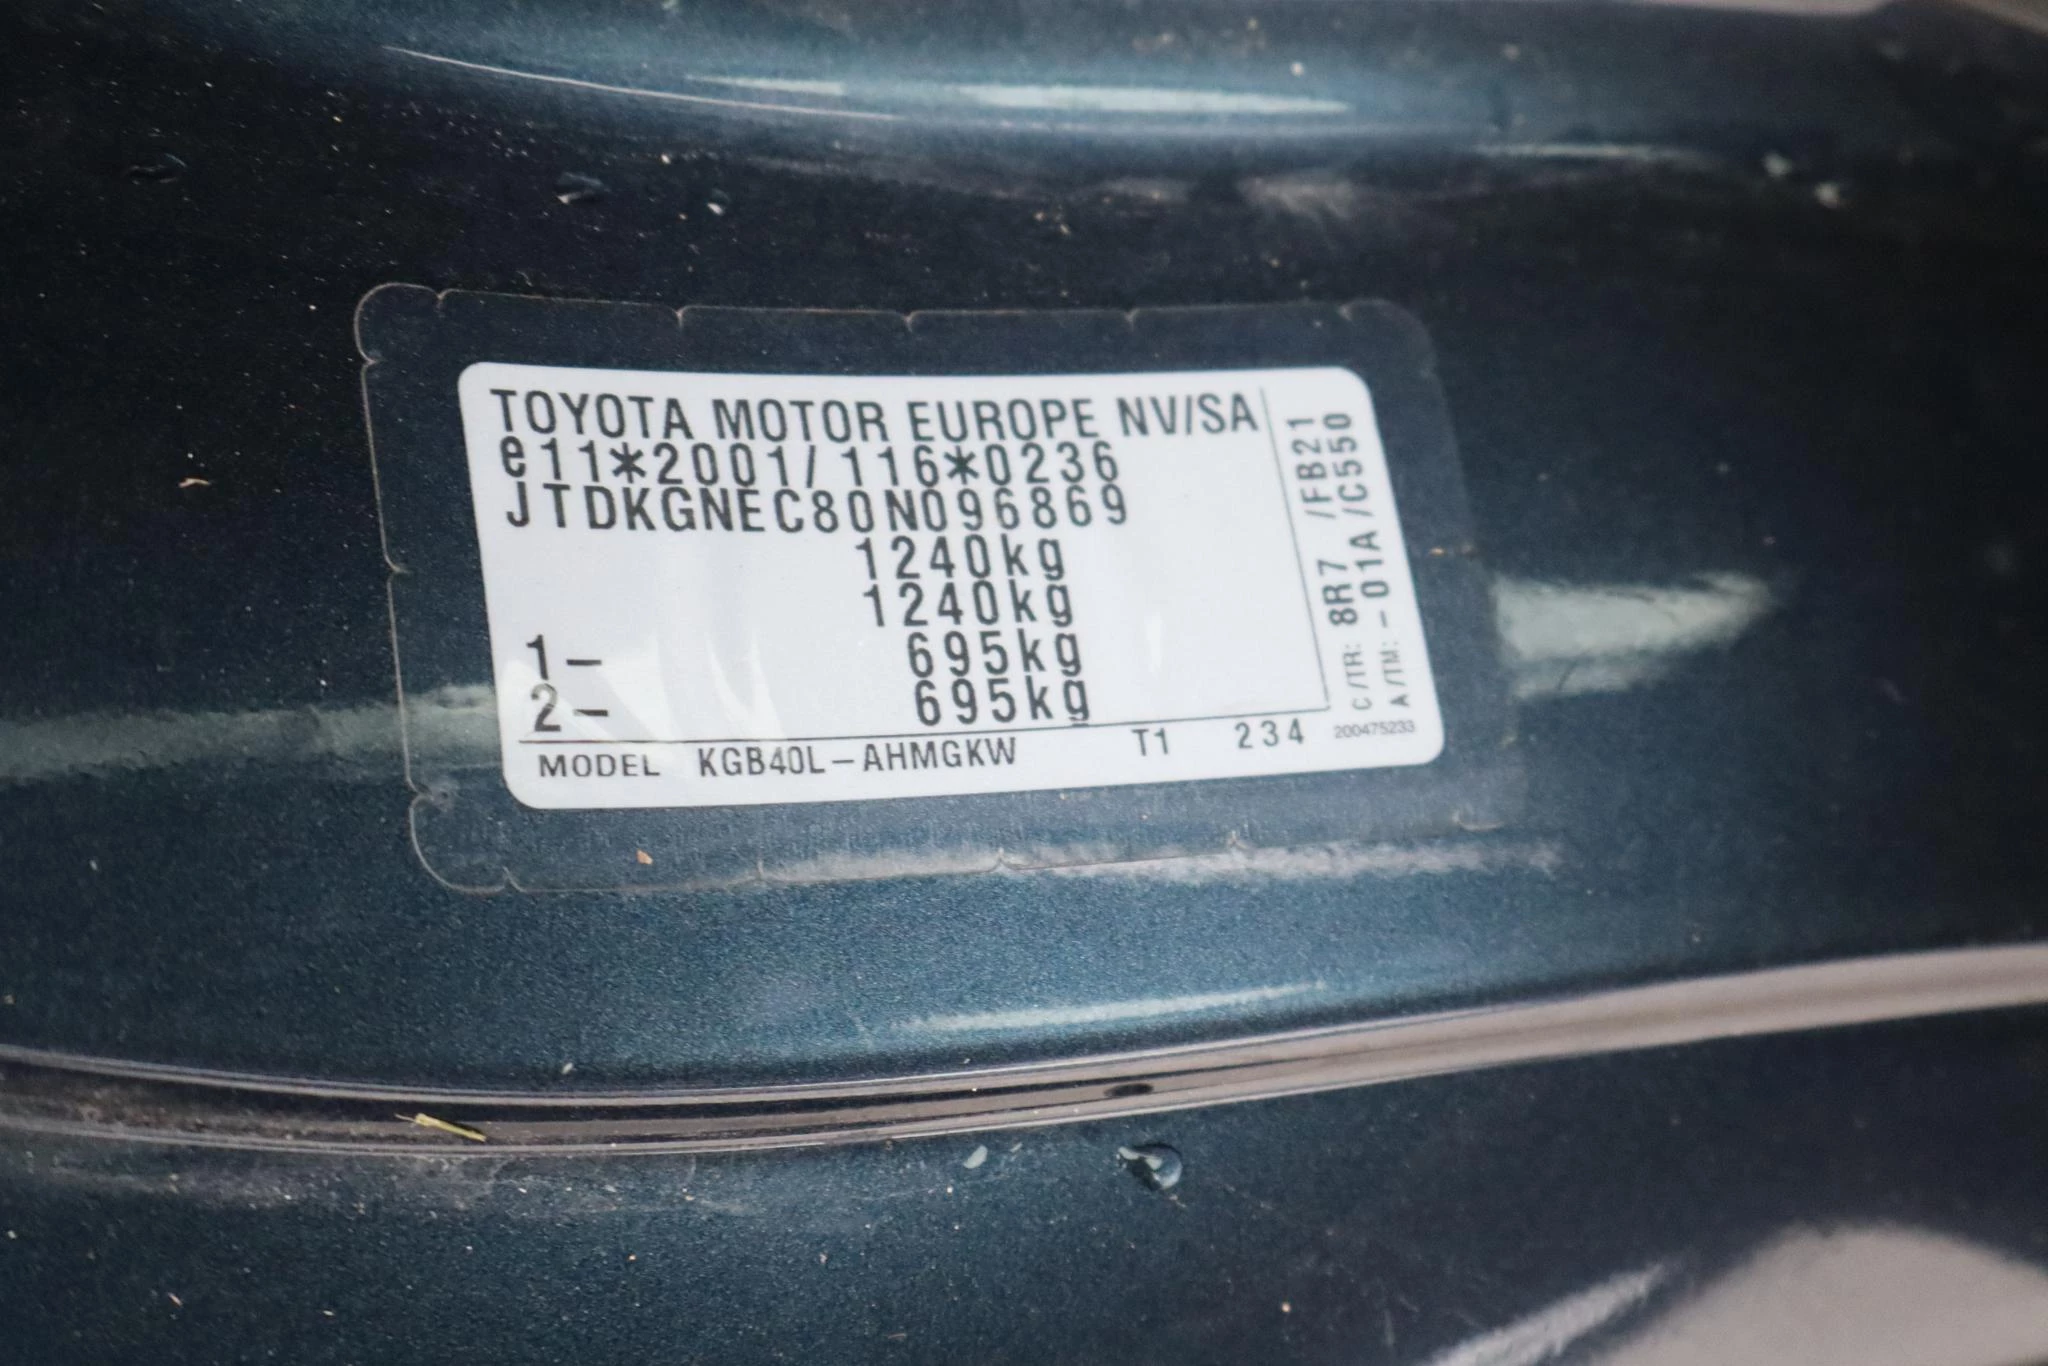 TOYOTA MOTOR EUROPE NV/SA
e11*2001/116*0236
JTDKGNEC80N096869
1240kg
1240kg
1- 695kg
2- 695kg
MODEL KGB40L-AHMGKW T1 234
C/TR: 8R7 /FB21
A/TM: -01A /C550
200475233